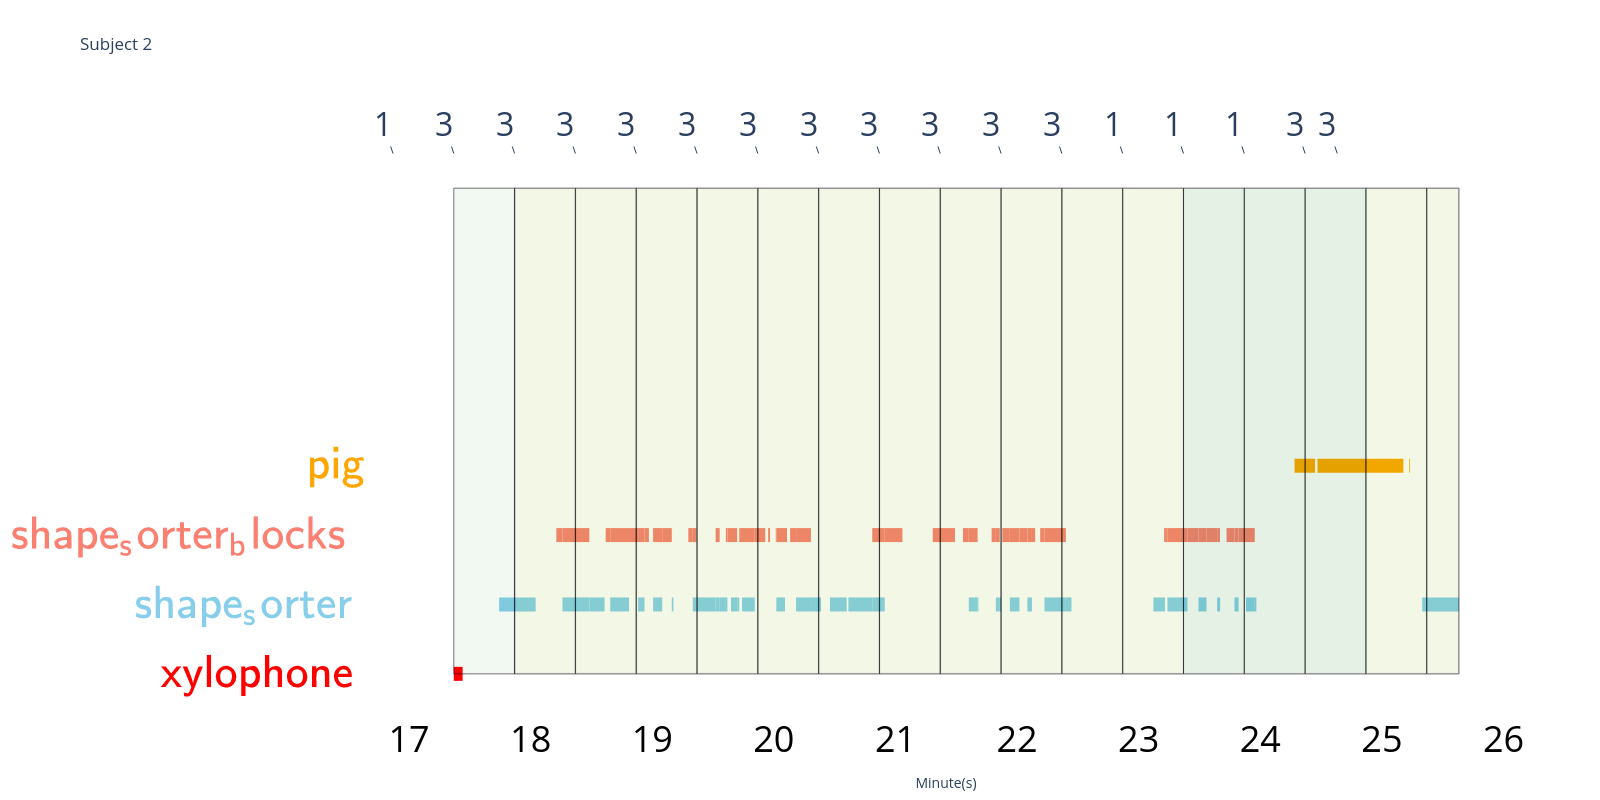 Subject 2
1 3 3 3 3 3 3 3 3 3 3 3 1 1 1 3 3
pig
shapesorterblocks
shapesorter
xylophone
17 18 19 20 21 22 23 24 25 26
Minute(s)